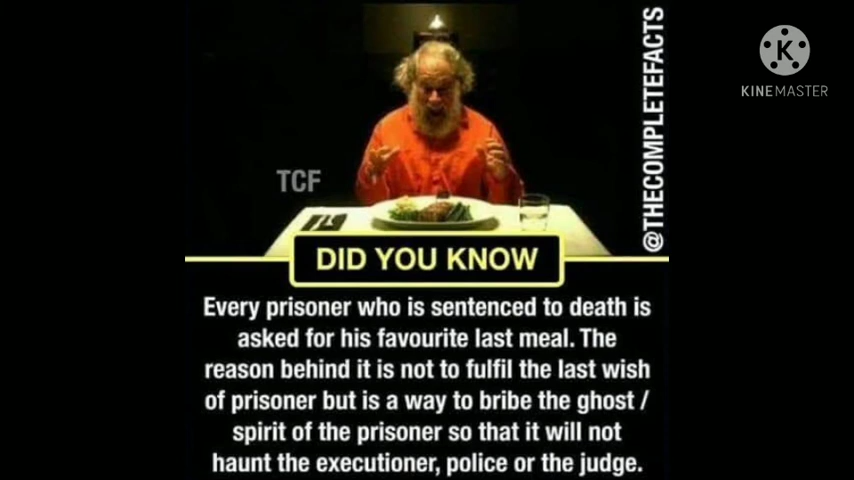 K
KINEMASTER
@THECOMPLETEFACTS
TCF
DID YOU KNOW
Every prisoner who is sentenced to death is
asked for his favourite last meal. The
reason behind it is not to fulfil the last wish
of prisoner but is a way to bribe the ghost /
spirit of the prisoner so that it will not
haunt the executioner, police or the judge.